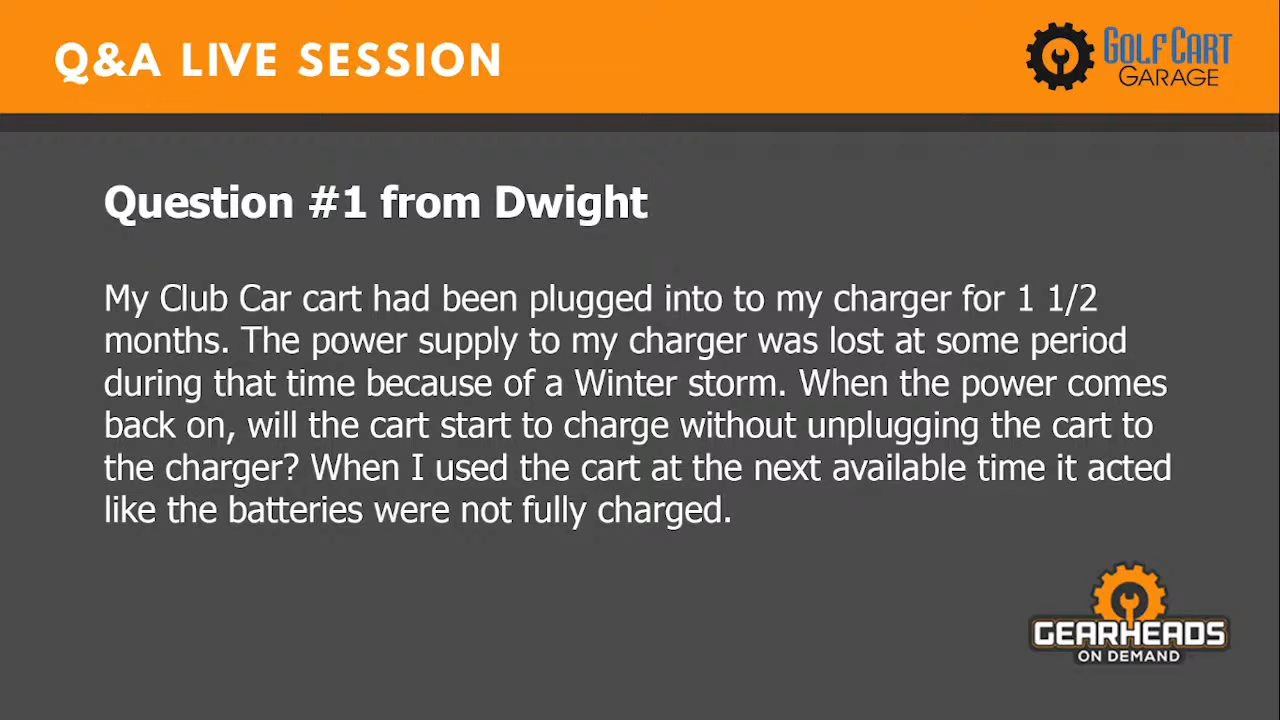 Q&A LIVE SESSION
GOLF CART
GARAGE
Question #1 from Dwight
My Club Car cart had been plugged into to my charger for 1 1/2
months. The power supply to my charger was lost at some period
during that time because of a Winter storm. When the power comes
back on, will the cart start to charge without unplugging the cart to
the charger? When I used the cart at the next available time it acted
like the batteries were not fully charged.
GEARHEADS
ON DEMAND